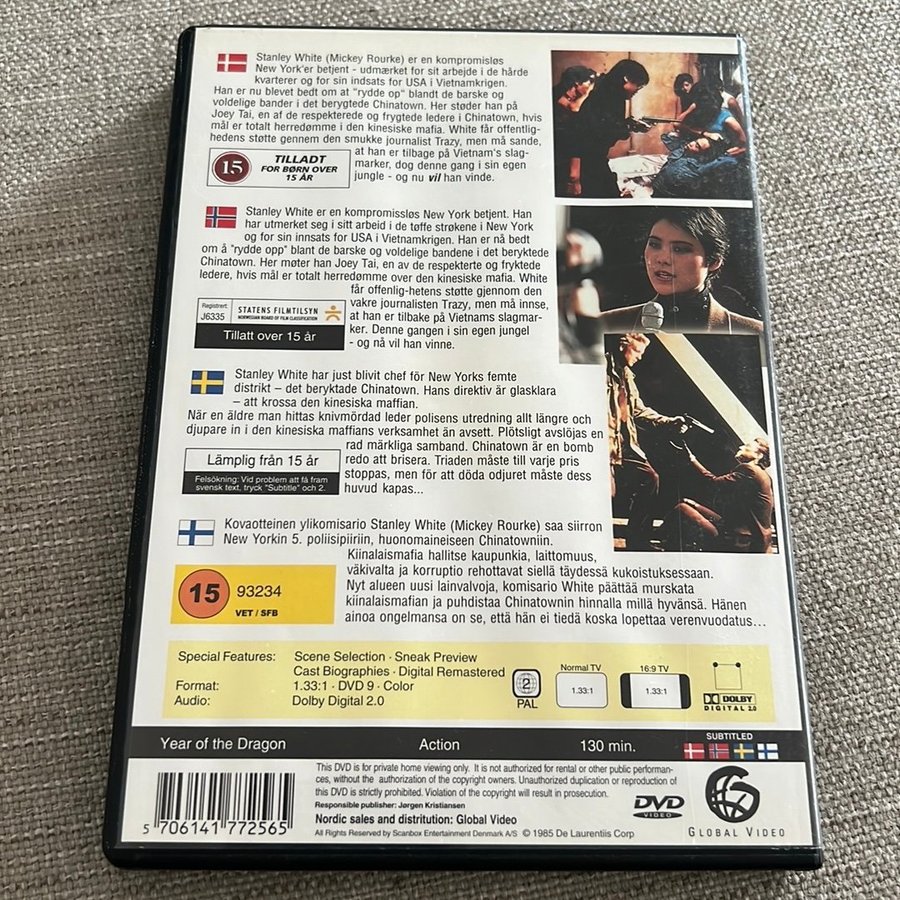 Stanley White (Mickey Rourke) er en kompromisløs
New York'er betjent - udmærket for sit arbejde i de hårde
kvarterer og for sin indsats for USA i Vietnamkrigen.
Han er nu blevet bedt om at "rydde op" blandt de barske og
voldelige bander i det berygtede Chinatown. Her støder han på
Joey Tai, en af de respekterede og frygtede ledere i Chinatown, hvis
mål er totalt herredømme i den kinesiske mafia. White får offentlig-
hedens støtte gennem den smukke journalist Trazy, men må sande,
at han er tilbage på Vietnam's slag-
marker, dog denne gang i sin egen
jungle - og nu vil han vinde.
15
TILLADT
FOR BØRN OVER
15 ÅR
Stanley White er en kompromissløs New York betjent. Han
har utmerket seg i sitt arbeid i de tøffe strøkene i New York
og for sin innsats for USA i Vietnamkrigen. Han er nå bedt
om å "rydde opp" blant de barske og voldelige bandene i det beryktede
Chinatown. Her møter han Joey Tai, en av de respekterte og fryktede
ledere, hvis mål er totalt herredømme over den kinesiske mafia. White
får offenlig-hetens støtte gjennom den
vakre journalisten Trazy, men må innse,
at han er tilbake på Vietnams slagmar-
ker. Denne gangen i sin egen jungel
- og nå vil han vinne.
Registrert:
J6335
STATENS FILMTILSYN
NORWEGIAN BOARD OF FILM CLASSIFICATION
Tillatt over 15 år
Stanley White har just blivit chef för New Yorks femte
distrikt – det beryktade Chinatown. Hans direktiv är glasklara
– att krossa den kinesiska maffian.
När en äldre man hittas knivmördad leder polisens utredning allt längre och
djupare in i den kinesiska maffians verksamhet än avsett. Plötsligt avslöjas en
rad märkliga samband. Chinatown är en bomb
redo att brisera. Triaden måste till varje pris
stoppas, men för att döda odjuret måste dess
huvud kapas...
Lämplig från 15 år
Felsökning: Vid problem att få fram
svensk text, tryck "Subtitle" och 2.
Kovaotteinen ylikomisario Stanley White (Mickey Rourke) saa siirron
New Yorkin 5. poliisipiiriin, huonomaineiseen Chinatowniin.
Kiinalaismafia hallitse kaupunkia, laittomuus,
väkivalta ja korruptio rehottavat siellä täydessä kukoistuksessaan.
Nyt alueen uusi lainvalvoja, komisario White päättää murskata
kiinalaismafian ja puhdistaa Chinatownin hinnalla millä hyvänsä. Hänen
ainoa ongelmansa on se, että hän ei tiedä koska lopettaa verenvuodatus…
15
93234
VET / SFB
Special Features: Scene Selection · Sneak Preview
Cast Biographies · Digital Remastered
Format: 1.33:1 · DVD 9 · Color
Audio: Dolby Digital 2.0
2
PAL
Normal TV
1.33:1
16:9 TV
1.33:1
DOLBY
DIGITAL 2.0
Year of the Dragon Action 130 min.
SUBTITLED
5 706141 772565
This DVD is for private home viewing only. It is not authorized for rental or other public performan-
ces, without the authorization of the copyright owners. Unauthorized duplication or reproduction of
this DVD is strictly prohibited. Violation of the copyright will result in prosecution.
Responsible publisher: Jørgen Kristiansen
Nordic sales and distribution: Global Video
All Rights Reserved by Scanbox Entertainment Denmark A/S © 1985 De Laurentiis Corp
DVD
VIDEO
GLOBAL VIDEO